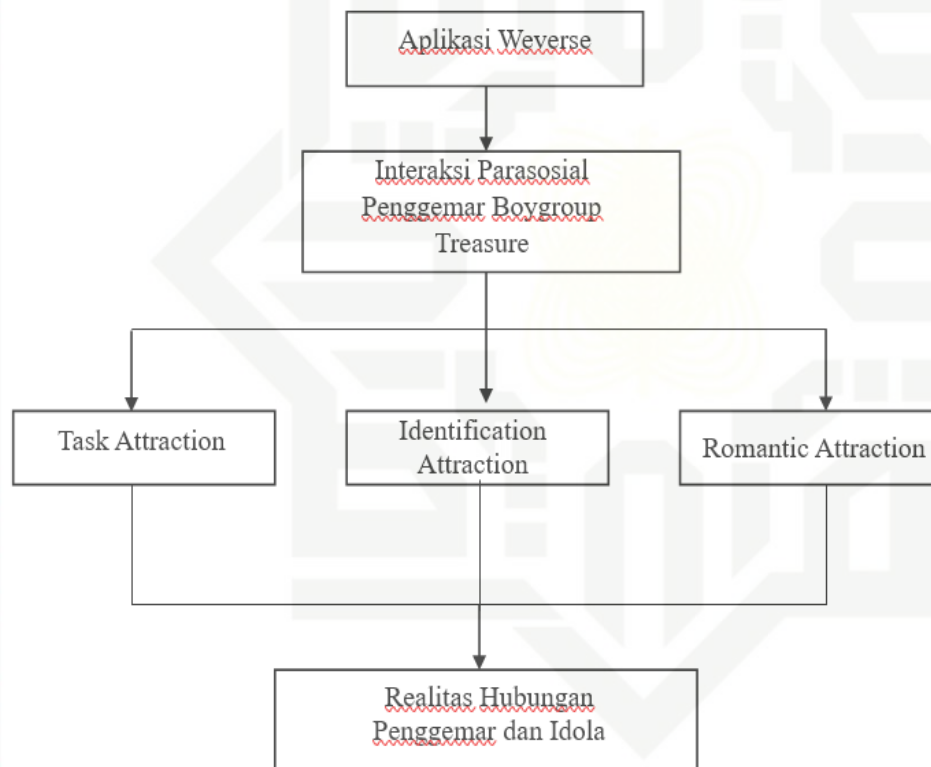 Aplikasi Weverse
Interaksi Parasosial
Penggemar Boygroup
Treasure
Task Attraction
Identification
Attraction
Romantic Attraction
Realitas Hubungan
Penggemar dan Idola